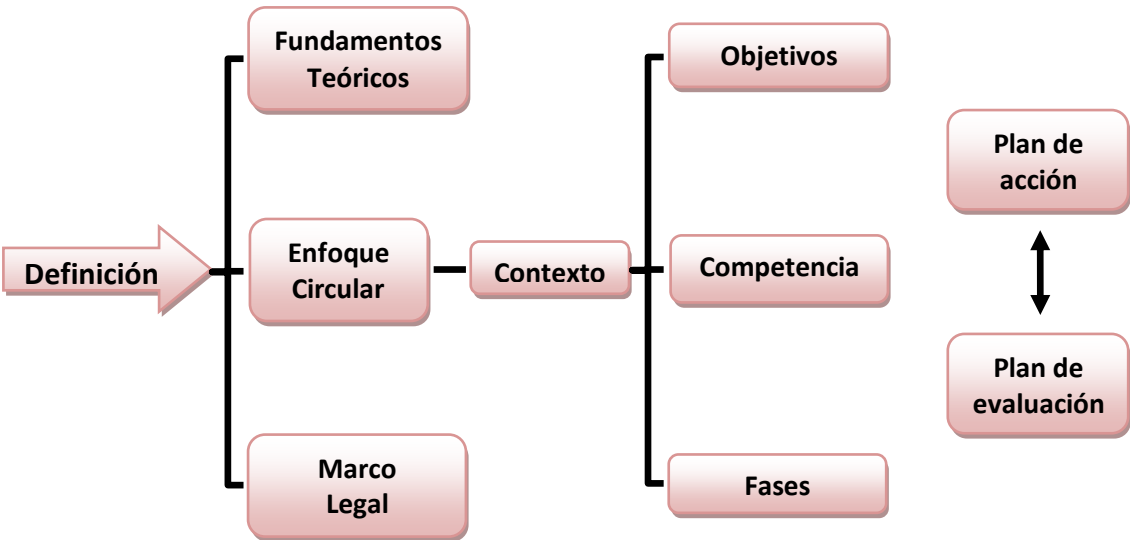 Definición
Fundamentos
Teóricos
Enfoque
Circular
Marco
Legal
Contexto
Objetivos
Competencia
Fases
Plan de
acción
Plan de
evaluación